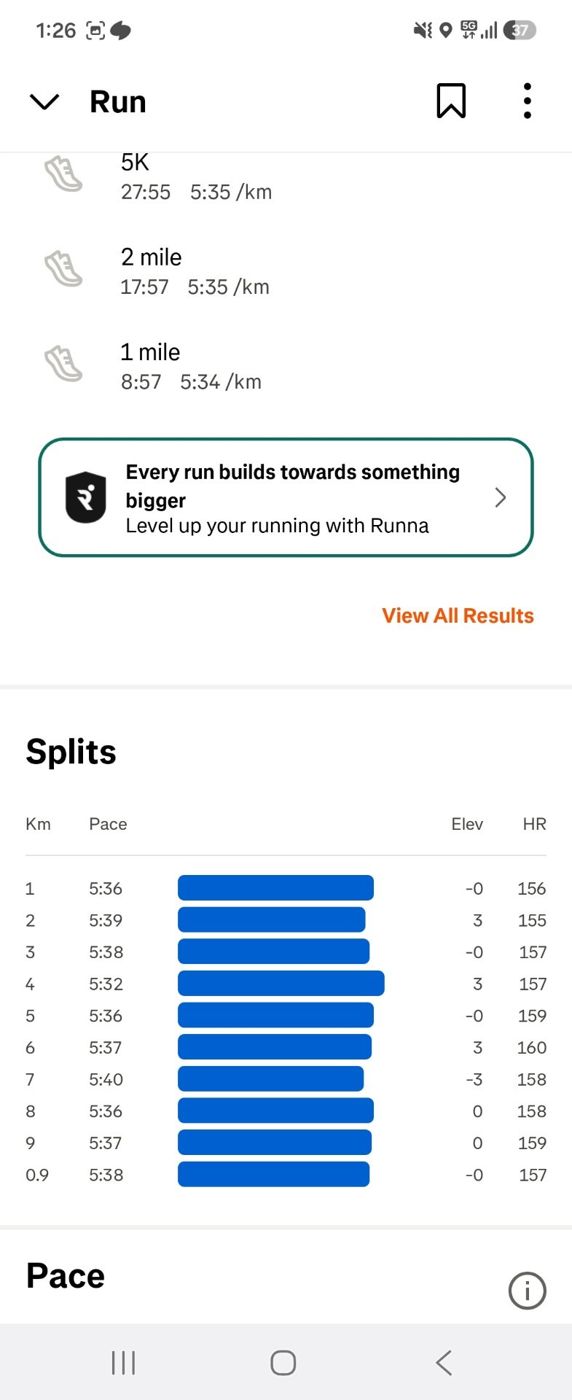 1:26
5G
37
Run
5K
27:55 5:35 /km
2 mile
17:57 5:35 /km
1 mile
8:57 5:34 /km
Every run builds towards something
bigger
Level up your running with Runna
View All Results
Splits
Km Pace Elev HR
1 5:36 -0 156
2 5:39 3 155
3 5:38 -0 157
4 5:32 3 157
5 5:36 -0 159
6 5:37 3 160
7 5:40 -3 158
8 5:36 0 158
9 5:37 0 159
0.9 5:38 -0 157
Pace